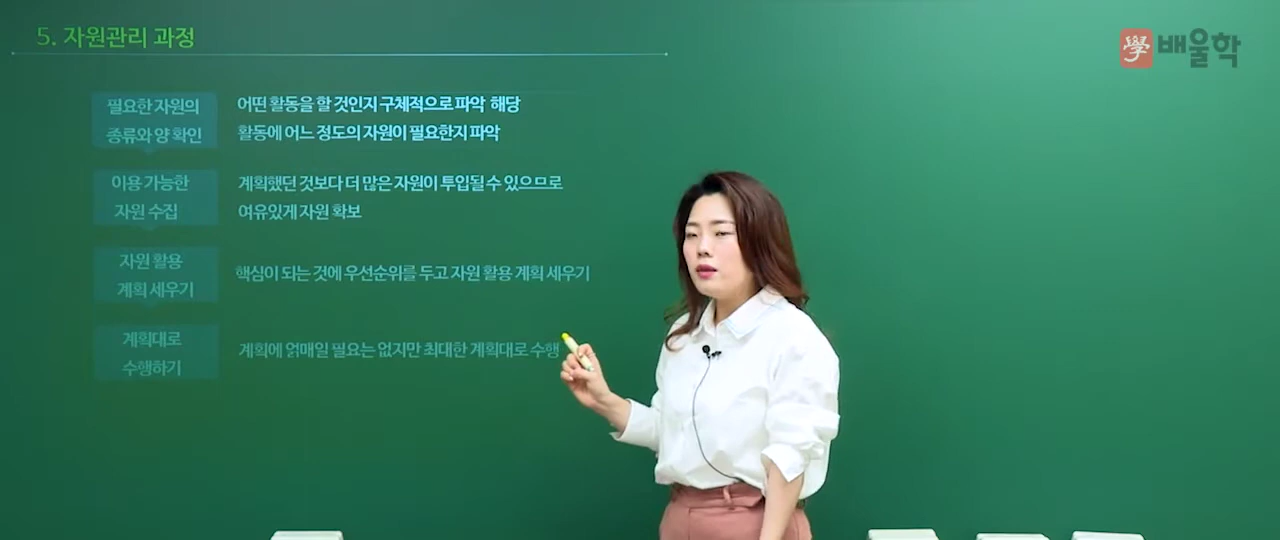 5. 자원관리 과정
學 배울학
필요한 자원의
종류와 양 확인
어떤 활동을 할 것인지 구체적으로 파악 해당
활동에 어느 정도의 자원이 필요한지 파악
이용 가능한
자원 수집
계획했던 것보다 더 많은 자원이 투입될 수 있으므로
여유있게 자원 확보
자원 활용
계획 세우기
핵심이 되는 것에 우선순위를 두고 자원 활용 계획 세우기
계획대로
수행하기
계획에 얽매일 필요는 없지만 최대한 계획대로 수행